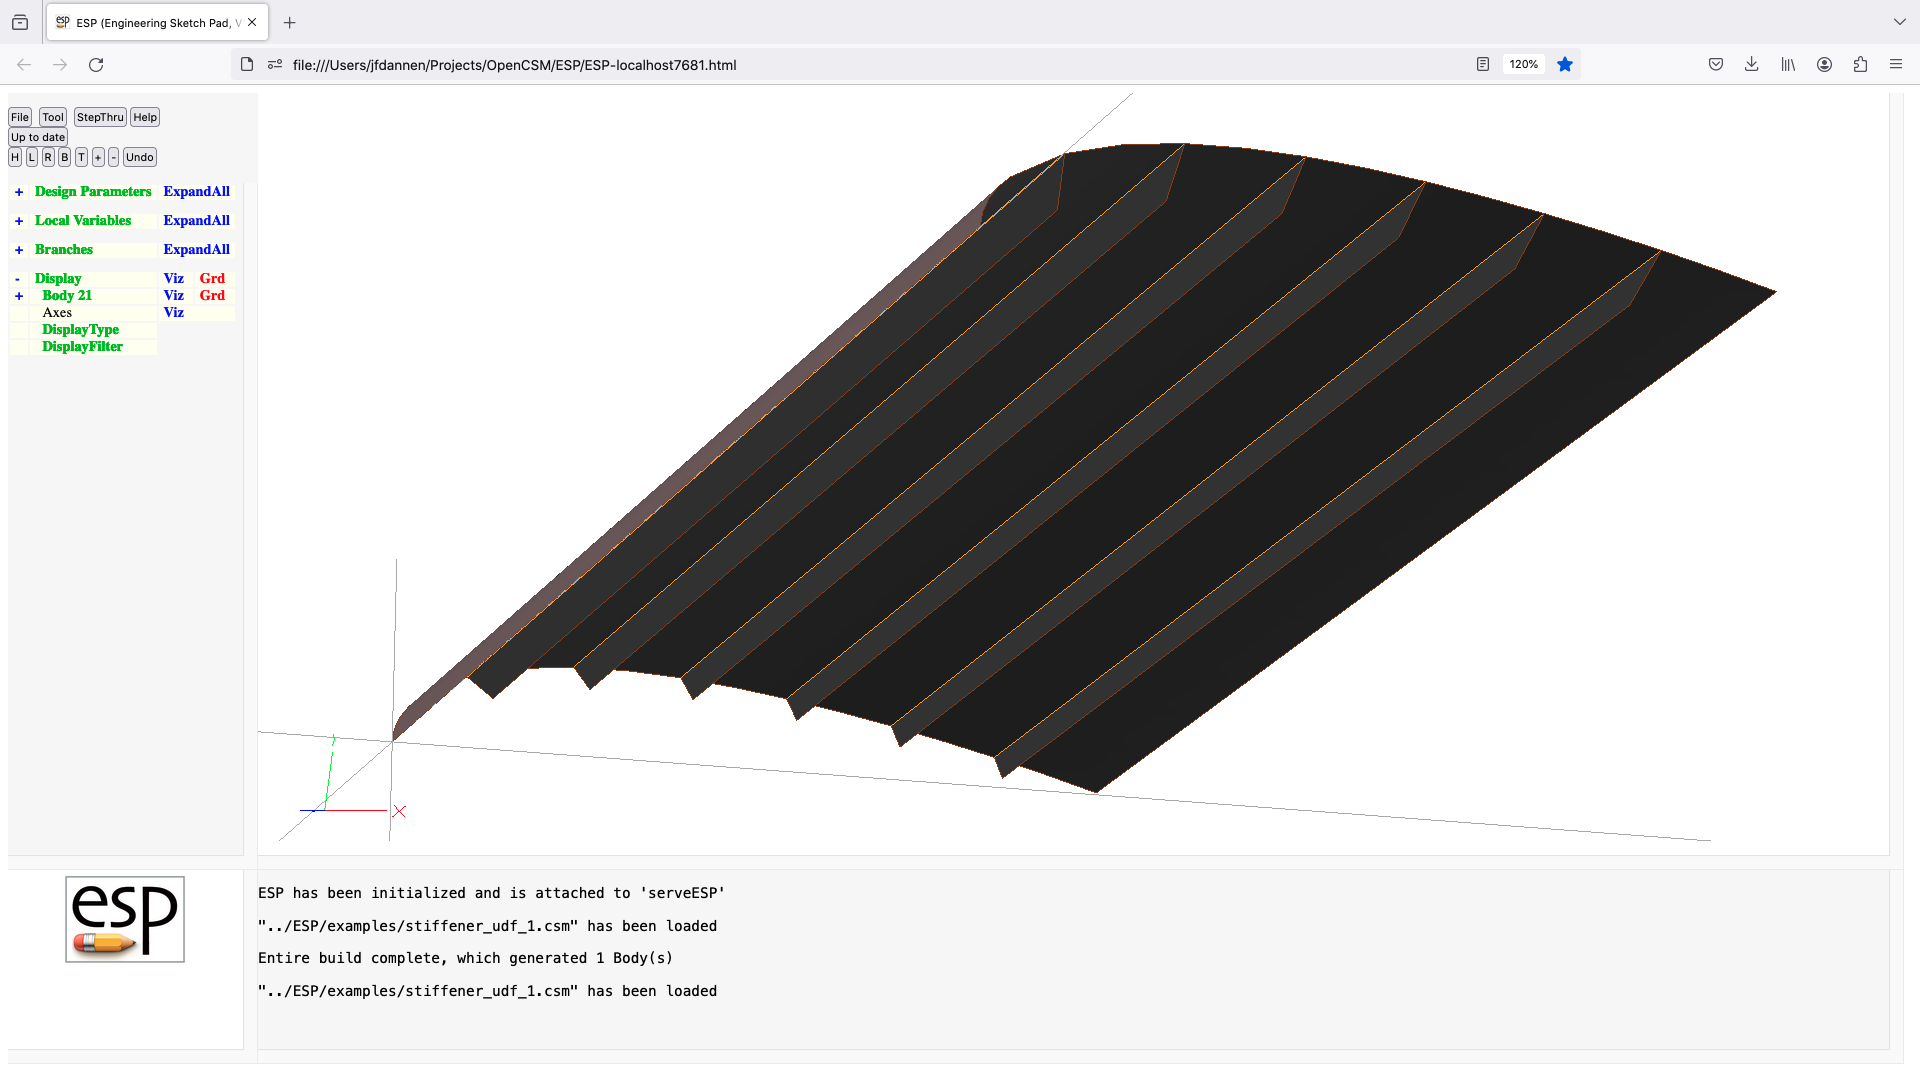 ESP (Engineering Sketch Pad, V
file:///Users/jfdannen/Projects/OpenCSM/ESP/ESP-localhost7681.html
120%
File Tool StepThru Help
Up to date
H L R B T + - Undo
+ Design Parameters ExpandAll
+ Local Variables ExpandAll
+ Branches ExpandAll
- Display Viz Grd
+ Body 21 Viz Grd
Axes Viz
DisplayType
DisplayFilter
Y
X
esp
ESP has been initialized and is attached to 'serveESP'
"../ESP/examples/stiffener_udf_1.csm" has been loaded
Entire build complete, which generated 1 Body(s)
"../ESP/examples/stiffener_udf_1.csm" has been loaded